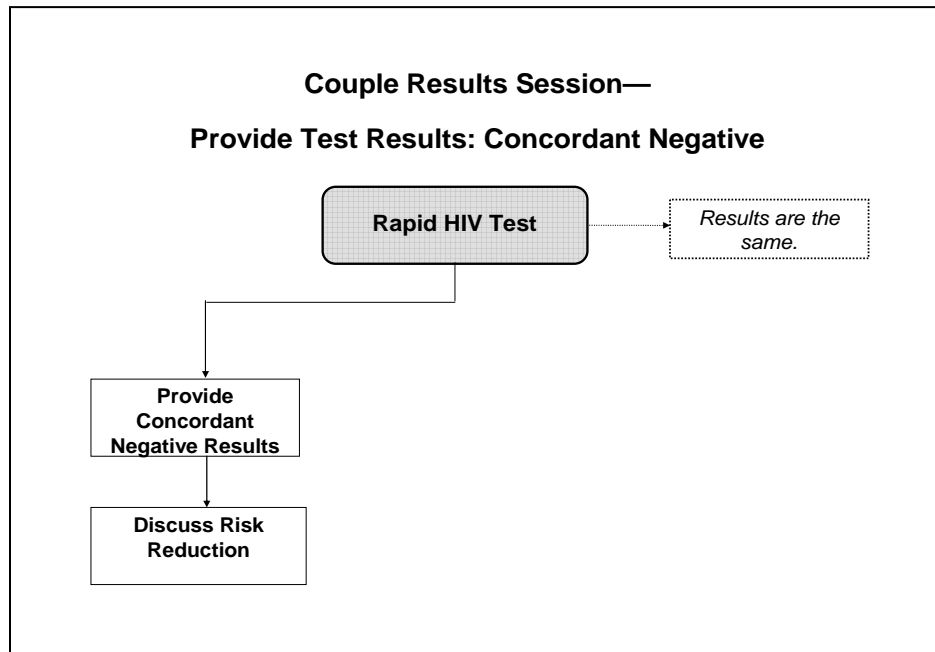 Couple Results Session—
Provide Test Results: Concordant Negative
Rapid HIV Test
Results are the
same.
Provide
Concordant
Negative Results
Discuss Risk
Reduction